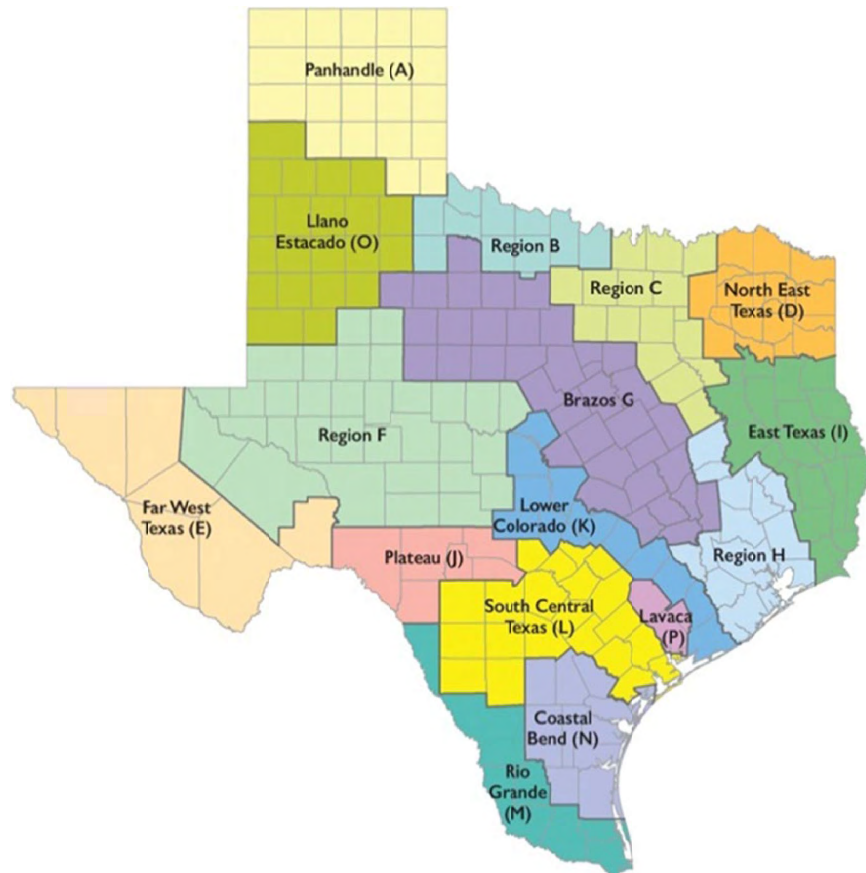 Panhandle (A)
Llano
Estacado (O)
Region B
Region C
North East
Texas (D)
Brazos G
Region F
East Texas (I)
Far West
Texas (E)
Lower
Colorado (K)
Region H
Plateau (J)
South Central
Texas (L)
Lavaca
(P)
Coastal
Bend (N)
Rio
Grande
(M)